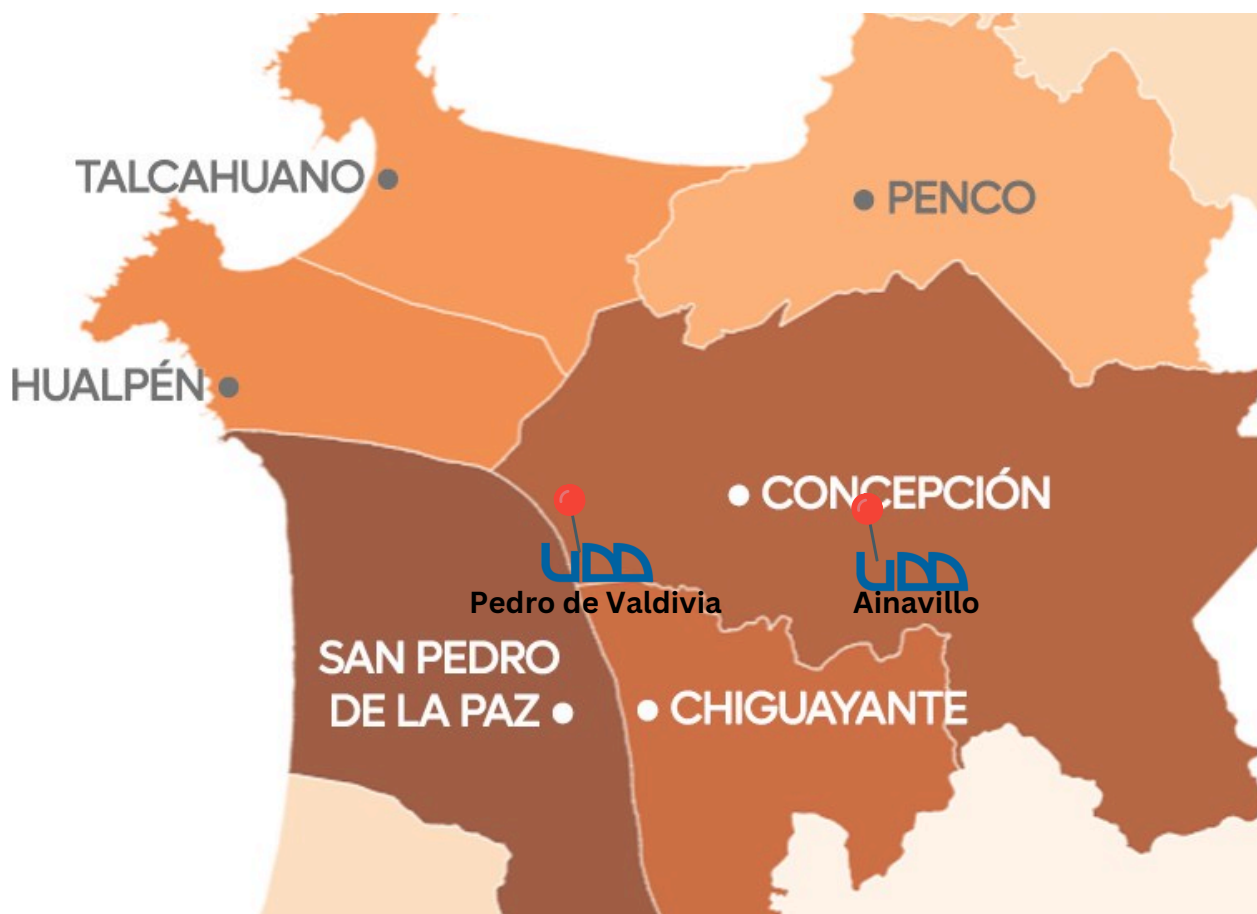 TALCAHUANO
PENCO
HUALPÉN
CONCEPCIÓN
UDD
UDD
Pedro de Valdivia
Ainavillo
SAN PEDRO
DE LA PAZ
CHIGUAYANTE